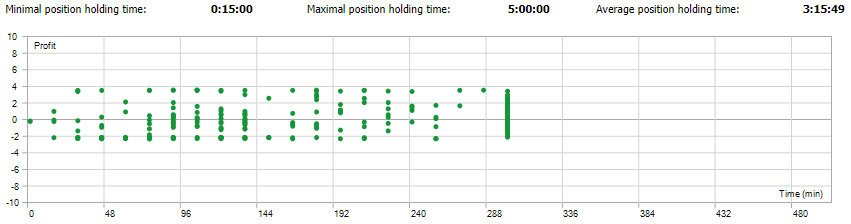 Minimal position holding time: 0:15:00 Maximal position holding time: 5:00:00 Average position holding time: 3:15:49
10
Profit
8
6
4
2
0
-2
-4
-6
-8
Time (min)
-10
0 48 96 144 192 240 288 336 384 432 480